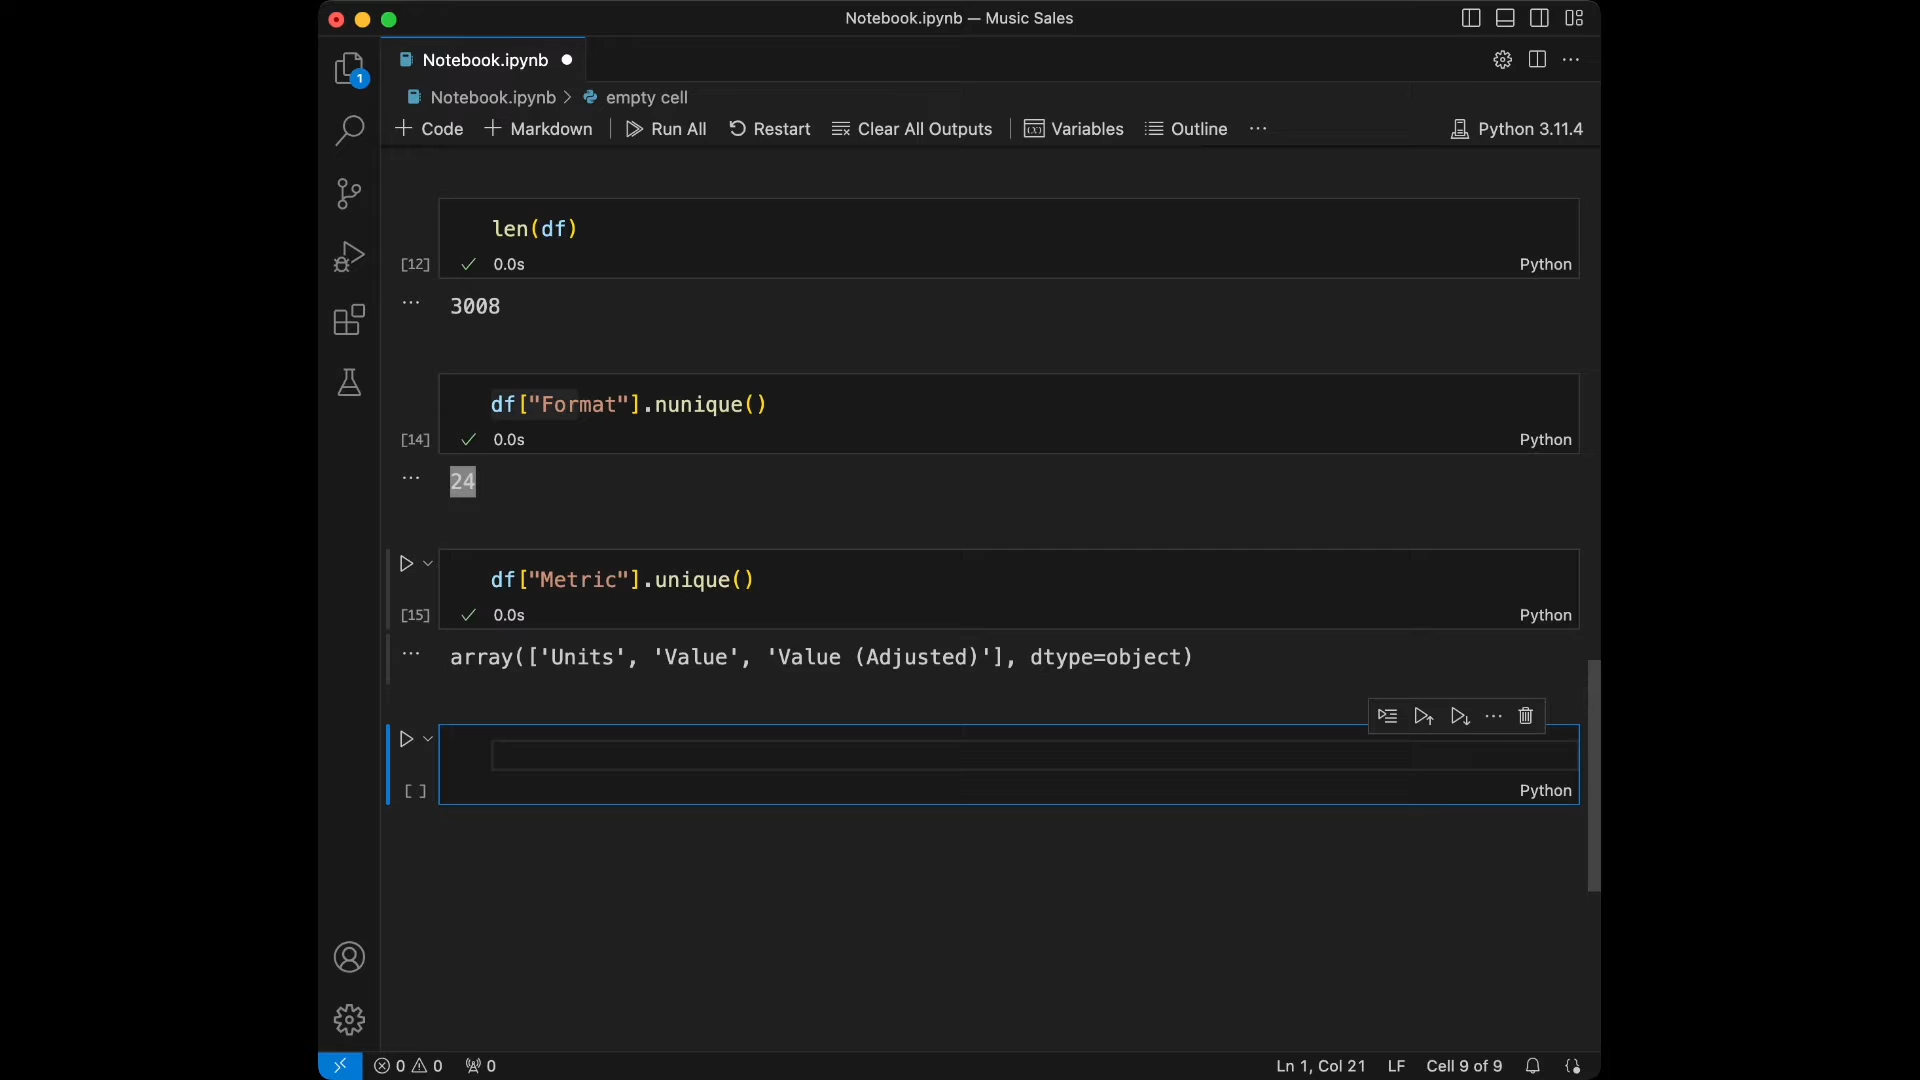 Notebook.ipynb — Music Sales
1
Notebook.ipynb
Notebook.ipynb > empty cell
Code Markdown Run All Restart Clear All Outputs Variables Outline ··· Python 3.11.4
len(df)
[12] 0.0s Python
3008
df["Format"].nunique()
[14] 0.0s Python
24
df["Metric"].unique()
[15] 0.0s Python
array(['Units', 'Value', 'Value (Adjusted)'], dtype=object)
[ ] Python
0 0 0 Ln 1, Col 21 LF Cell 9 of 9